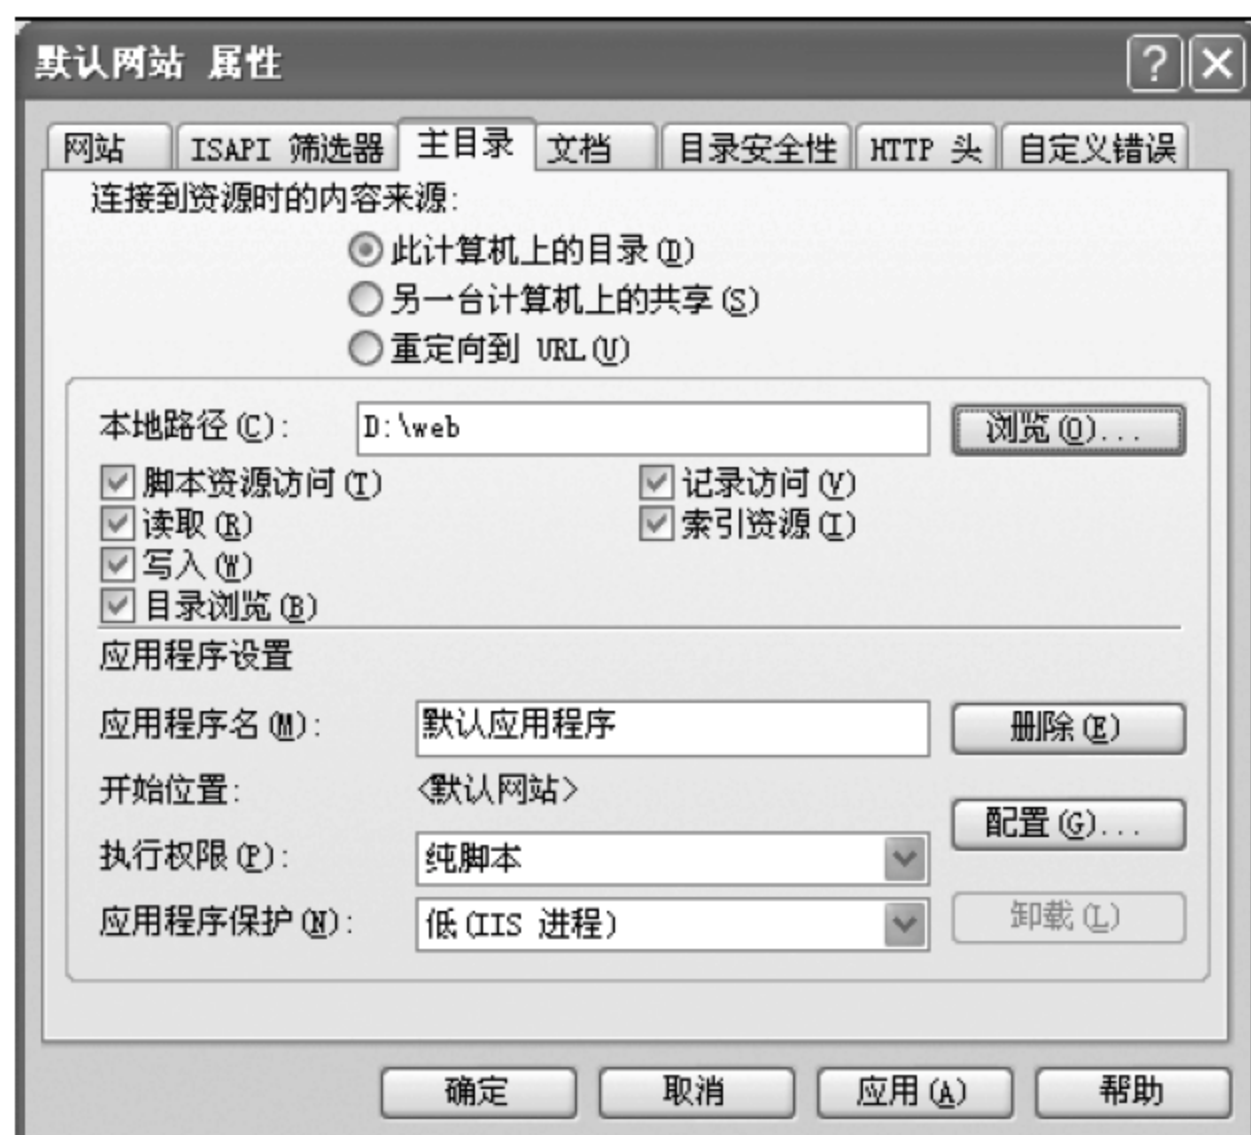 默认网站 属性
网站 ISAPI 筛选器 主目录 文档 目录安全性 HTTP 头 自定义错误
连接到资源时的内容来源:
此计算机上的目录(D)
另一台计算机上的共享(S)
重定向到 URL(U)
本地路径(C): D:\web 浏览(O)...
脚本资源访问(T) 记录访问(V)
读取(R) 索引资源(I)
写入(W)
目录浏览(B)
应用程序设置
应用程序名(M): 默认应用程序 删除(E)
开始位置: <默认网站>
配置(G)...
执行权限(P): 纯脚本
应用程序保护(N): 低(IIS 进程) 卸载(L)
确定 取消 应用(A) 帮助